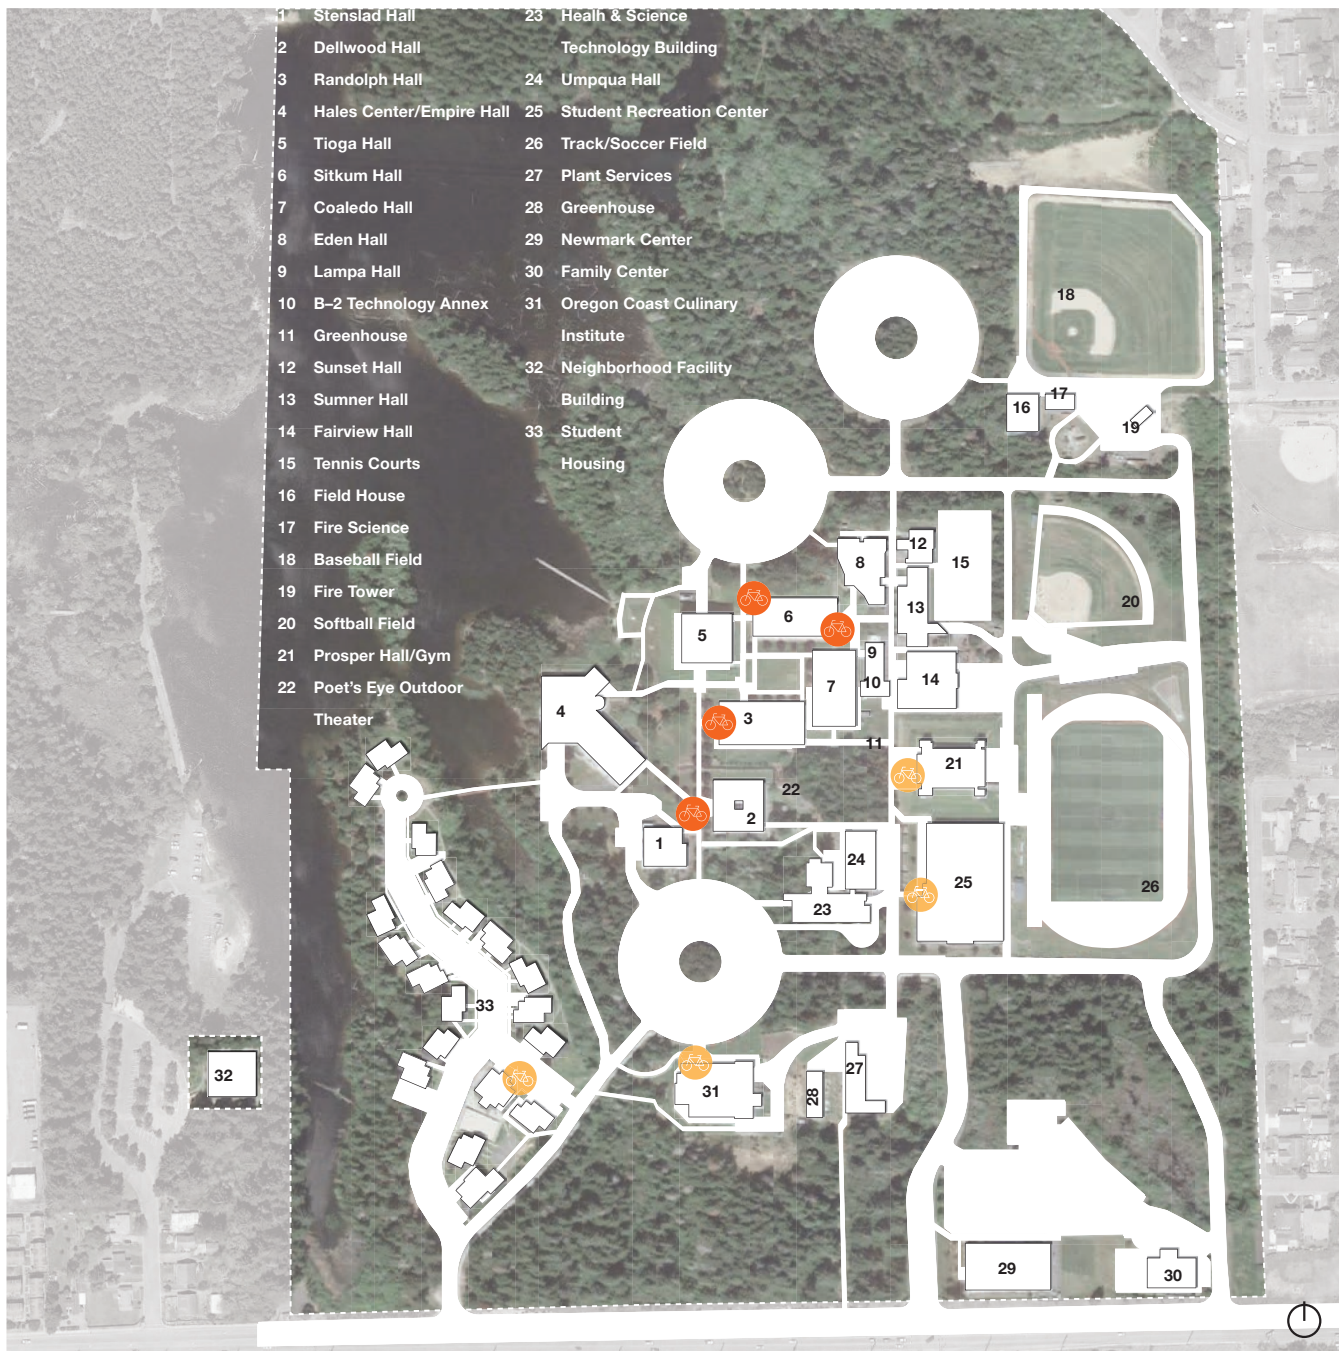 1 Stenslad Hall
2 Dellwood Hall
3 Randolph Hall
4 Hales Center/Empire Hall
5 Tioga Hall
6 Sitkum Hall
7 Coaledo Hall
8 Eden Hall
9 Lampa Hall
10 B–2 Technology Annex
11 Greenhouse
12 Sunset Hall
13 Sumner Hall
14 Fairview Hall
15 Tennis Courts
16 Field House
17 Fire Science
18 Baseball Field
19 Fire Tower
20 Softball Field
21 Prosper Hall/Gym
22 Poet's Eye Outdoor
Theater
23 Healh & Science
Technology Building
24 Umpqua Hall
25 Student Recreation Center
26 Track/Soccer Field
27 Plant Services
28 Greenhouse
29 Newmark Center
30 Family Center
31 Oregon Coast Culinary
Institute
32 Neighborhood Facility
Building
33 Student
Housing
18
17
16
19
12
8
15
20
13
6
5
9
10
14
7
4
3
11
21
22
2
1
24
25
26
23
33
27
32
31
28
29
30